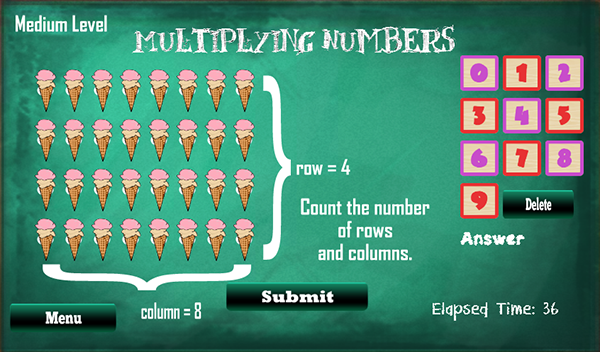 Medium Level
MULTIPLYING NUMBERS
0 1 2
3 4 5
6 7 8
9 Delete
row = 4
Count the number
of rows
and columns.
Answer
column = 8
Submit
Menu
Elapsed Time: 36